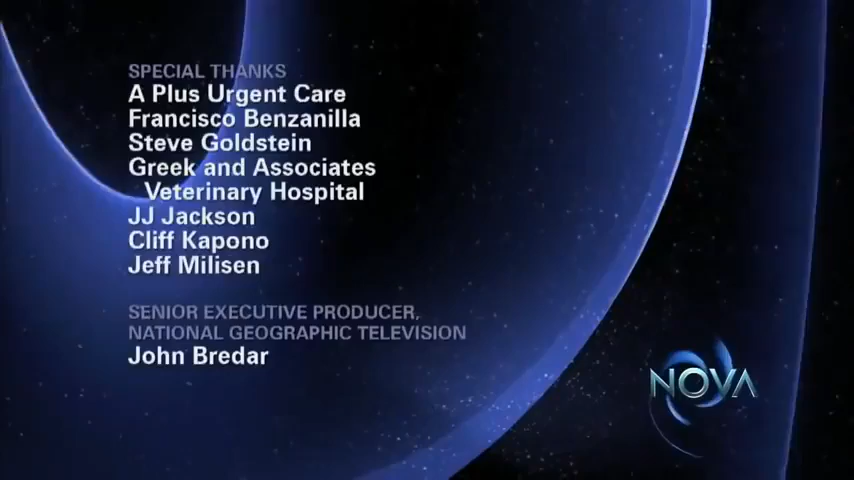 SPECIAL THANKS
A Plus Urgent Care
Francisco Benzanilla
Steve Goldstein
Greek and Associates
Veterinary Hospital
JJ Jackson
Cliff Kapono
Jeff Milisen
SENIOR EXECUTIVE PRODUCER,
NATIONAL GEOGRAPHIC TELEVISION
John Bredar
NOVA